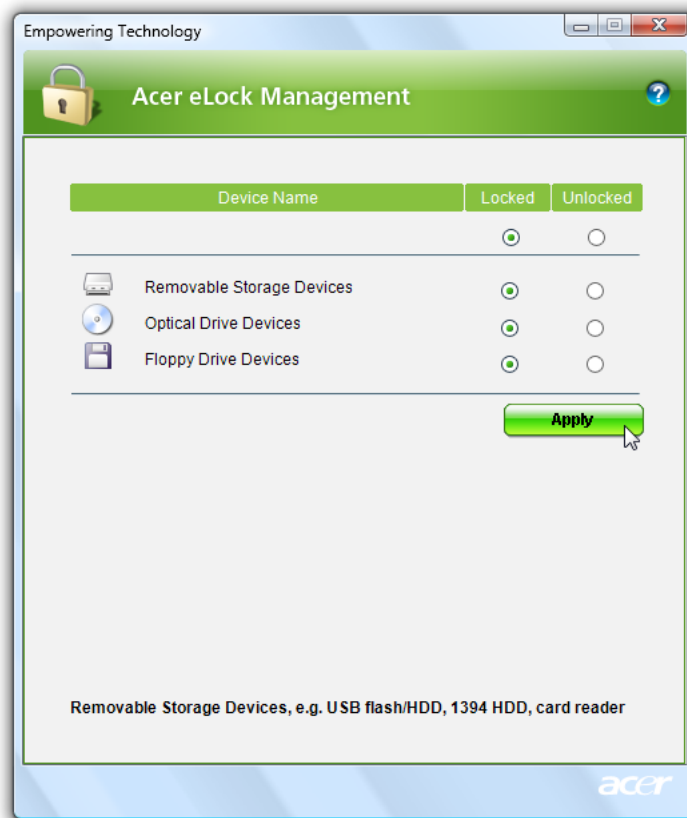 Empowering Technology
Acer eLock Management
?
Device Name Locked Unlocked
Removable Storage Devices
Optical Drive Devices
Floppy Drive Devices
Apply
Removable Storage Devices, e.g. USB flash/HDD, 1394 HDD, card reader
acer